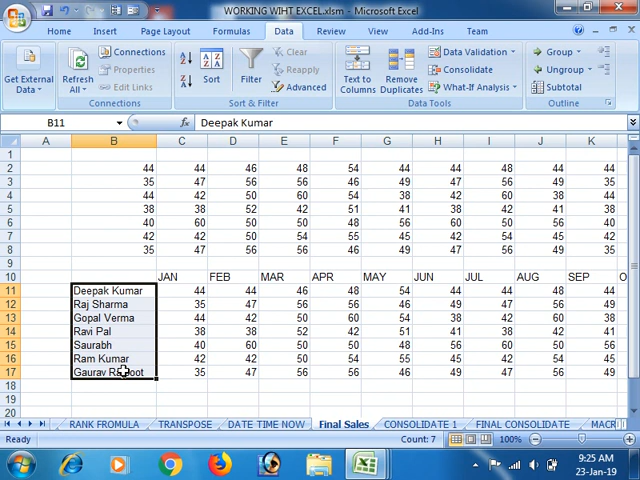 WORKING WIHT EXCEL.xlsm - Microsoft Excel
Home Insert Page Layout Formulas Data Review View Developer Nitro Pro 10 Team
Get External Data
Refresh All
Connections
Properties
Edit Links
Connections
Sort
Filter
Clear
Reapply
Advanced
Sort & Filter
Text to Columns
Remove Duplicates
Data Validation
Consolidate
What-If Analysis
Data Tools
Group
Ungroup
Subtotal
Outline
B11 fx Deepak Kumar
A B C D E F G H I J K
1
2 44 44 46 48 54 44 44 48 44 44
3 35 47 56 56 46 49 47 56 49 35
4 44 42 50 60 54 38 42 60 38 44
5 38 38 52 42 51 41 38 42 41 38
6 40 60 50 50 48 56 60 50 56 40
7 42 42 50 54 55 45 42 54 45 42
8 35 47 56 56 46 49 47 56 49 35
9
10 JAN FEB MAR APR MAY JUN JUL AUG SEP O
11 Deepak Kumar 44 44 46 48 54 44 44 48 44
12 Raj Sharma 35 47 56 56 46 49 47 56 49
13 Gopal Verma 44 42 50 60 54 38 42 60 38
14 Ravi Pal 38 38 52 42 51 41 38 42 41
15 Saurabh 40 60 50 50 48 56 60 50 56
16 Ram Kumar 42 42 50 54 55 45 42 54 45
17 Gaurav 35 47 56 56 46 49 47 56 49
18
19
20
RANK FROMULA TRANSPOSE DATE TIME NOW Final Sales CONSOLIDATE 1 FINAL CONSOLIDATE MACR
Ready Count: 7 100%
9:25 AM
23-Jan-19